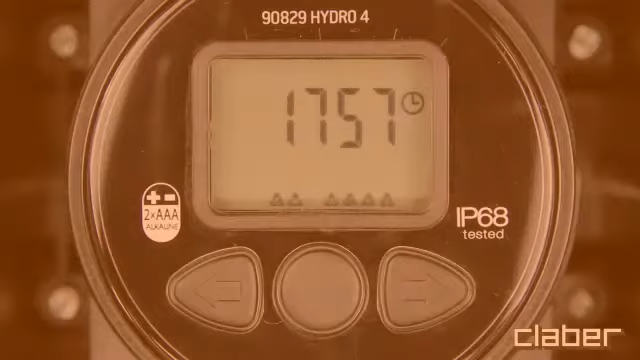 90829 HYDRO 4
1757
+ -
2xAAA
ALKALINE
IP68
tested
claber